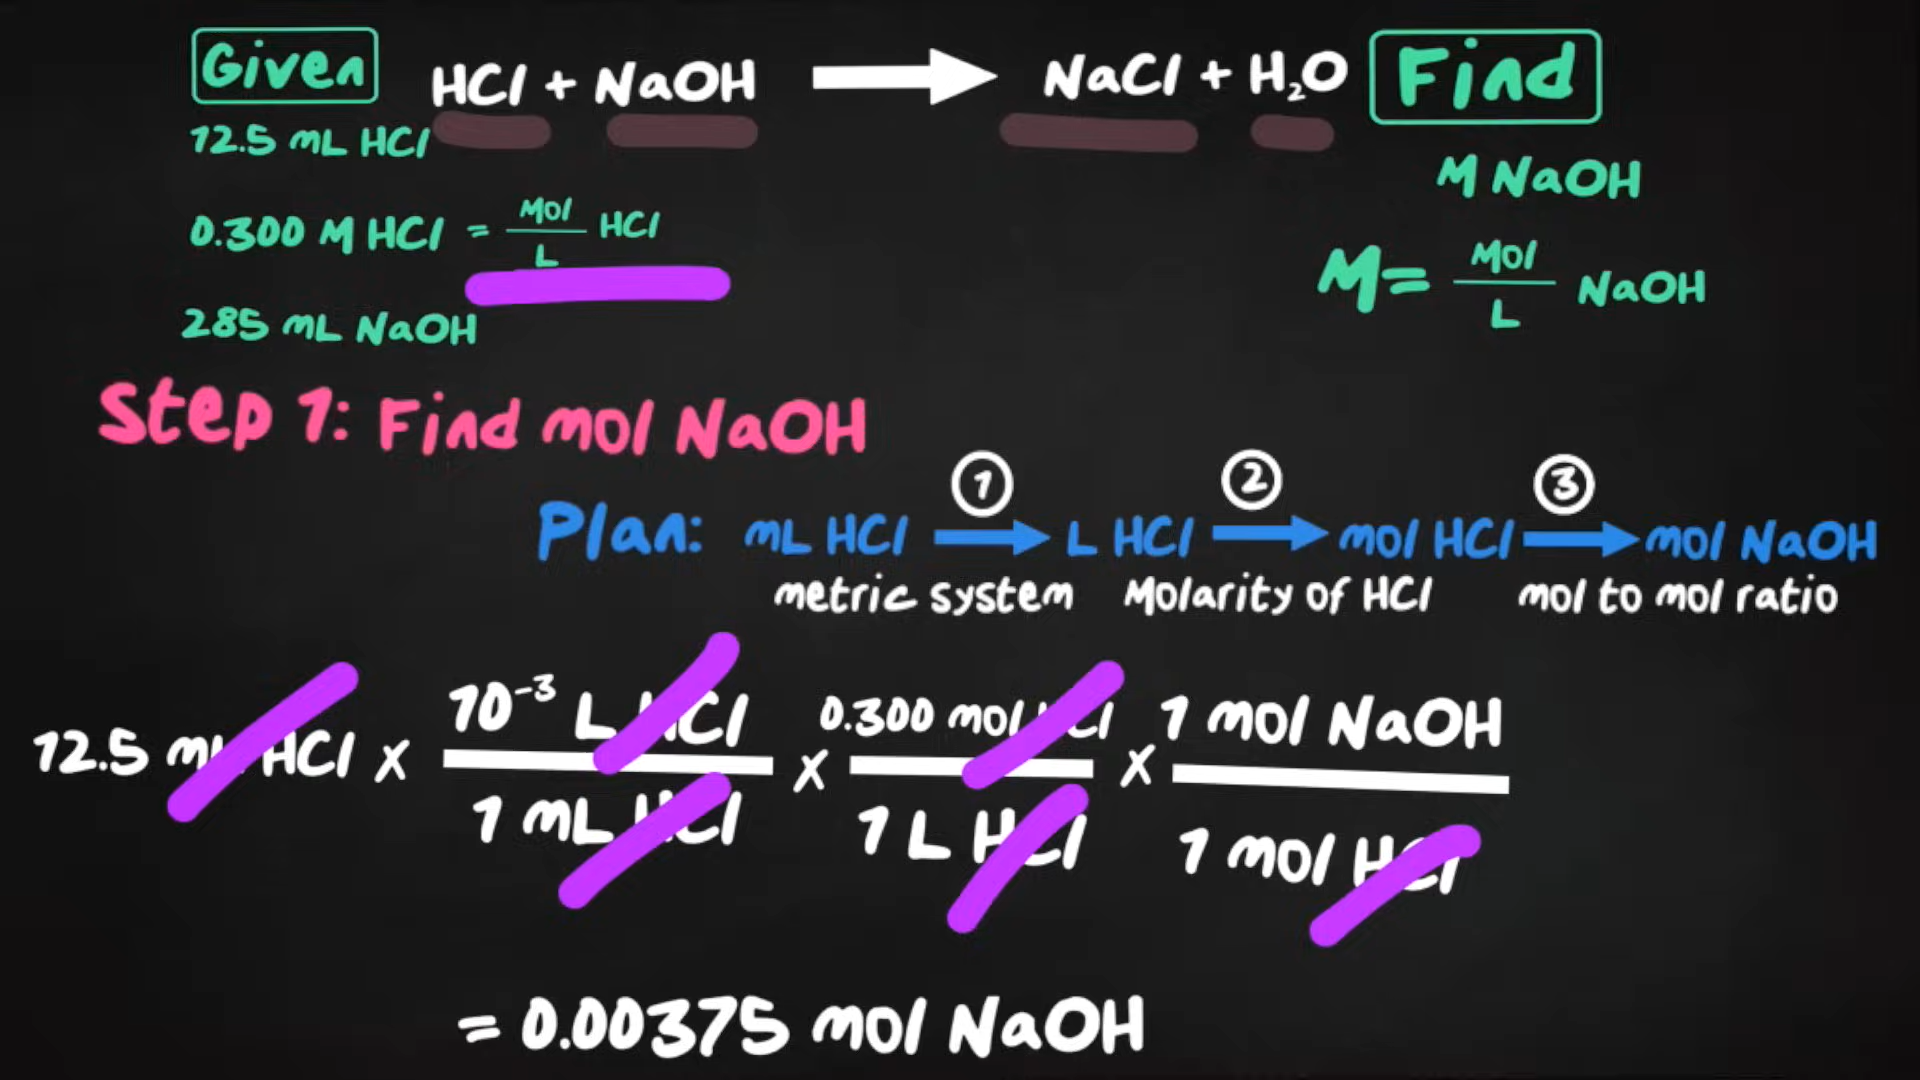 Given
HCl + NaOH → NaCl + H₂O
Find
12.5 mL HCl
M NaOH
0.300 M HCl = Mol/L HCl
M = Mol/L NaOH
285 mL NaOH
Step 1: Find mol NaOH
① ② ③
Plan: mL HCl → L HCl → mol HCl → mol NaOH
metric system Molarity of HCl mol to mol ratio
12.5 mL HCl x 10⁻³ L HCl / 1 mL HCl x 0.300 mol HCl / 1 L HCl x 1 mol NaOH / 1 mol HCl
= 0.00375 mol NaOH